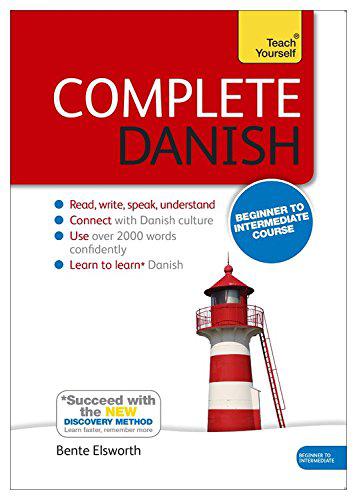 Teach
Yourself®
COMPLETE
DANISH
Read, write, speak, understand
Connect with Danish culture
Use over 2000 words
confidently
Learn to learn* Danish
BEGINNER TO
INTERMEDIATE
COURSE
*Succeed with
the NEW
DISCOVERY METHOD
Learn faster, remember more
Bente Elsworth
BEGINNER TO
INTERMEDIATE